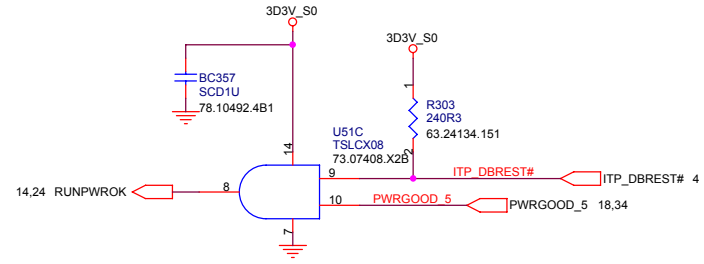 3D3V_S0
3D3V_S0
BC357
SCD1U
78.10492.4B1
1
R303
240R3
63.24134.151
2
U51C
TSLCX08
73.07408.X2B
14
9
ITP_DBREST#
ITP_DBREST# 4
14,24 RUNPWROK
8
10
PWRGOOD_5
PWRGOOD_5 18,34
7